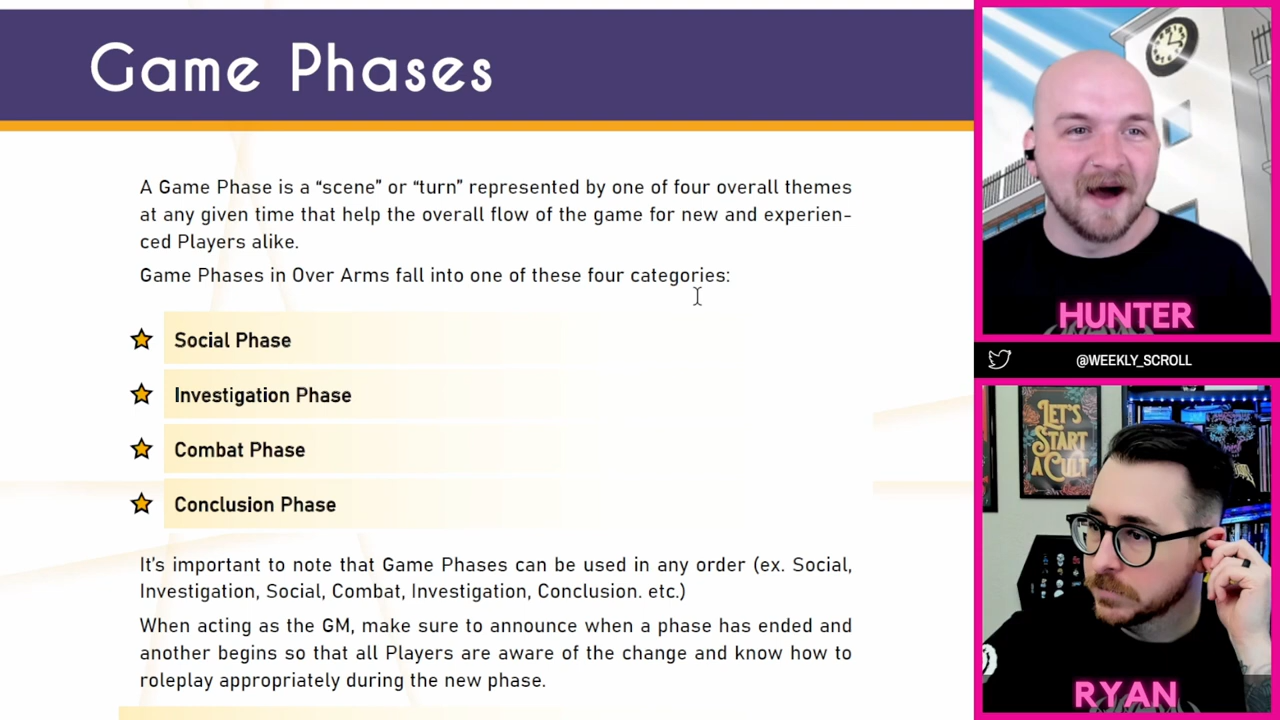 Game Phases
A Game Phase is a “scene” or “turn” represented by one of four overall themes
at any given time that help the overall flow of the game for new and experien-
ced Players alike.
Game Phases in Over Arms fall into one of these four categories:
Social Phase
Investigation Phase
Combat Phase
Conclusion Phase
It's important to note that Game Phases can be used in any order (ex. Social,
Investigation, Social, Combat, Investigation, Conclusion. etc.)
When acting as the GM, make sure to announce when a phase has ended and
another begins so that all Players are aware of the change and know how to
roleplay appropriately during the new phase.
HUNTER
@WEEKLY_SCROLL
LET'S
START
A CULT
RYAN